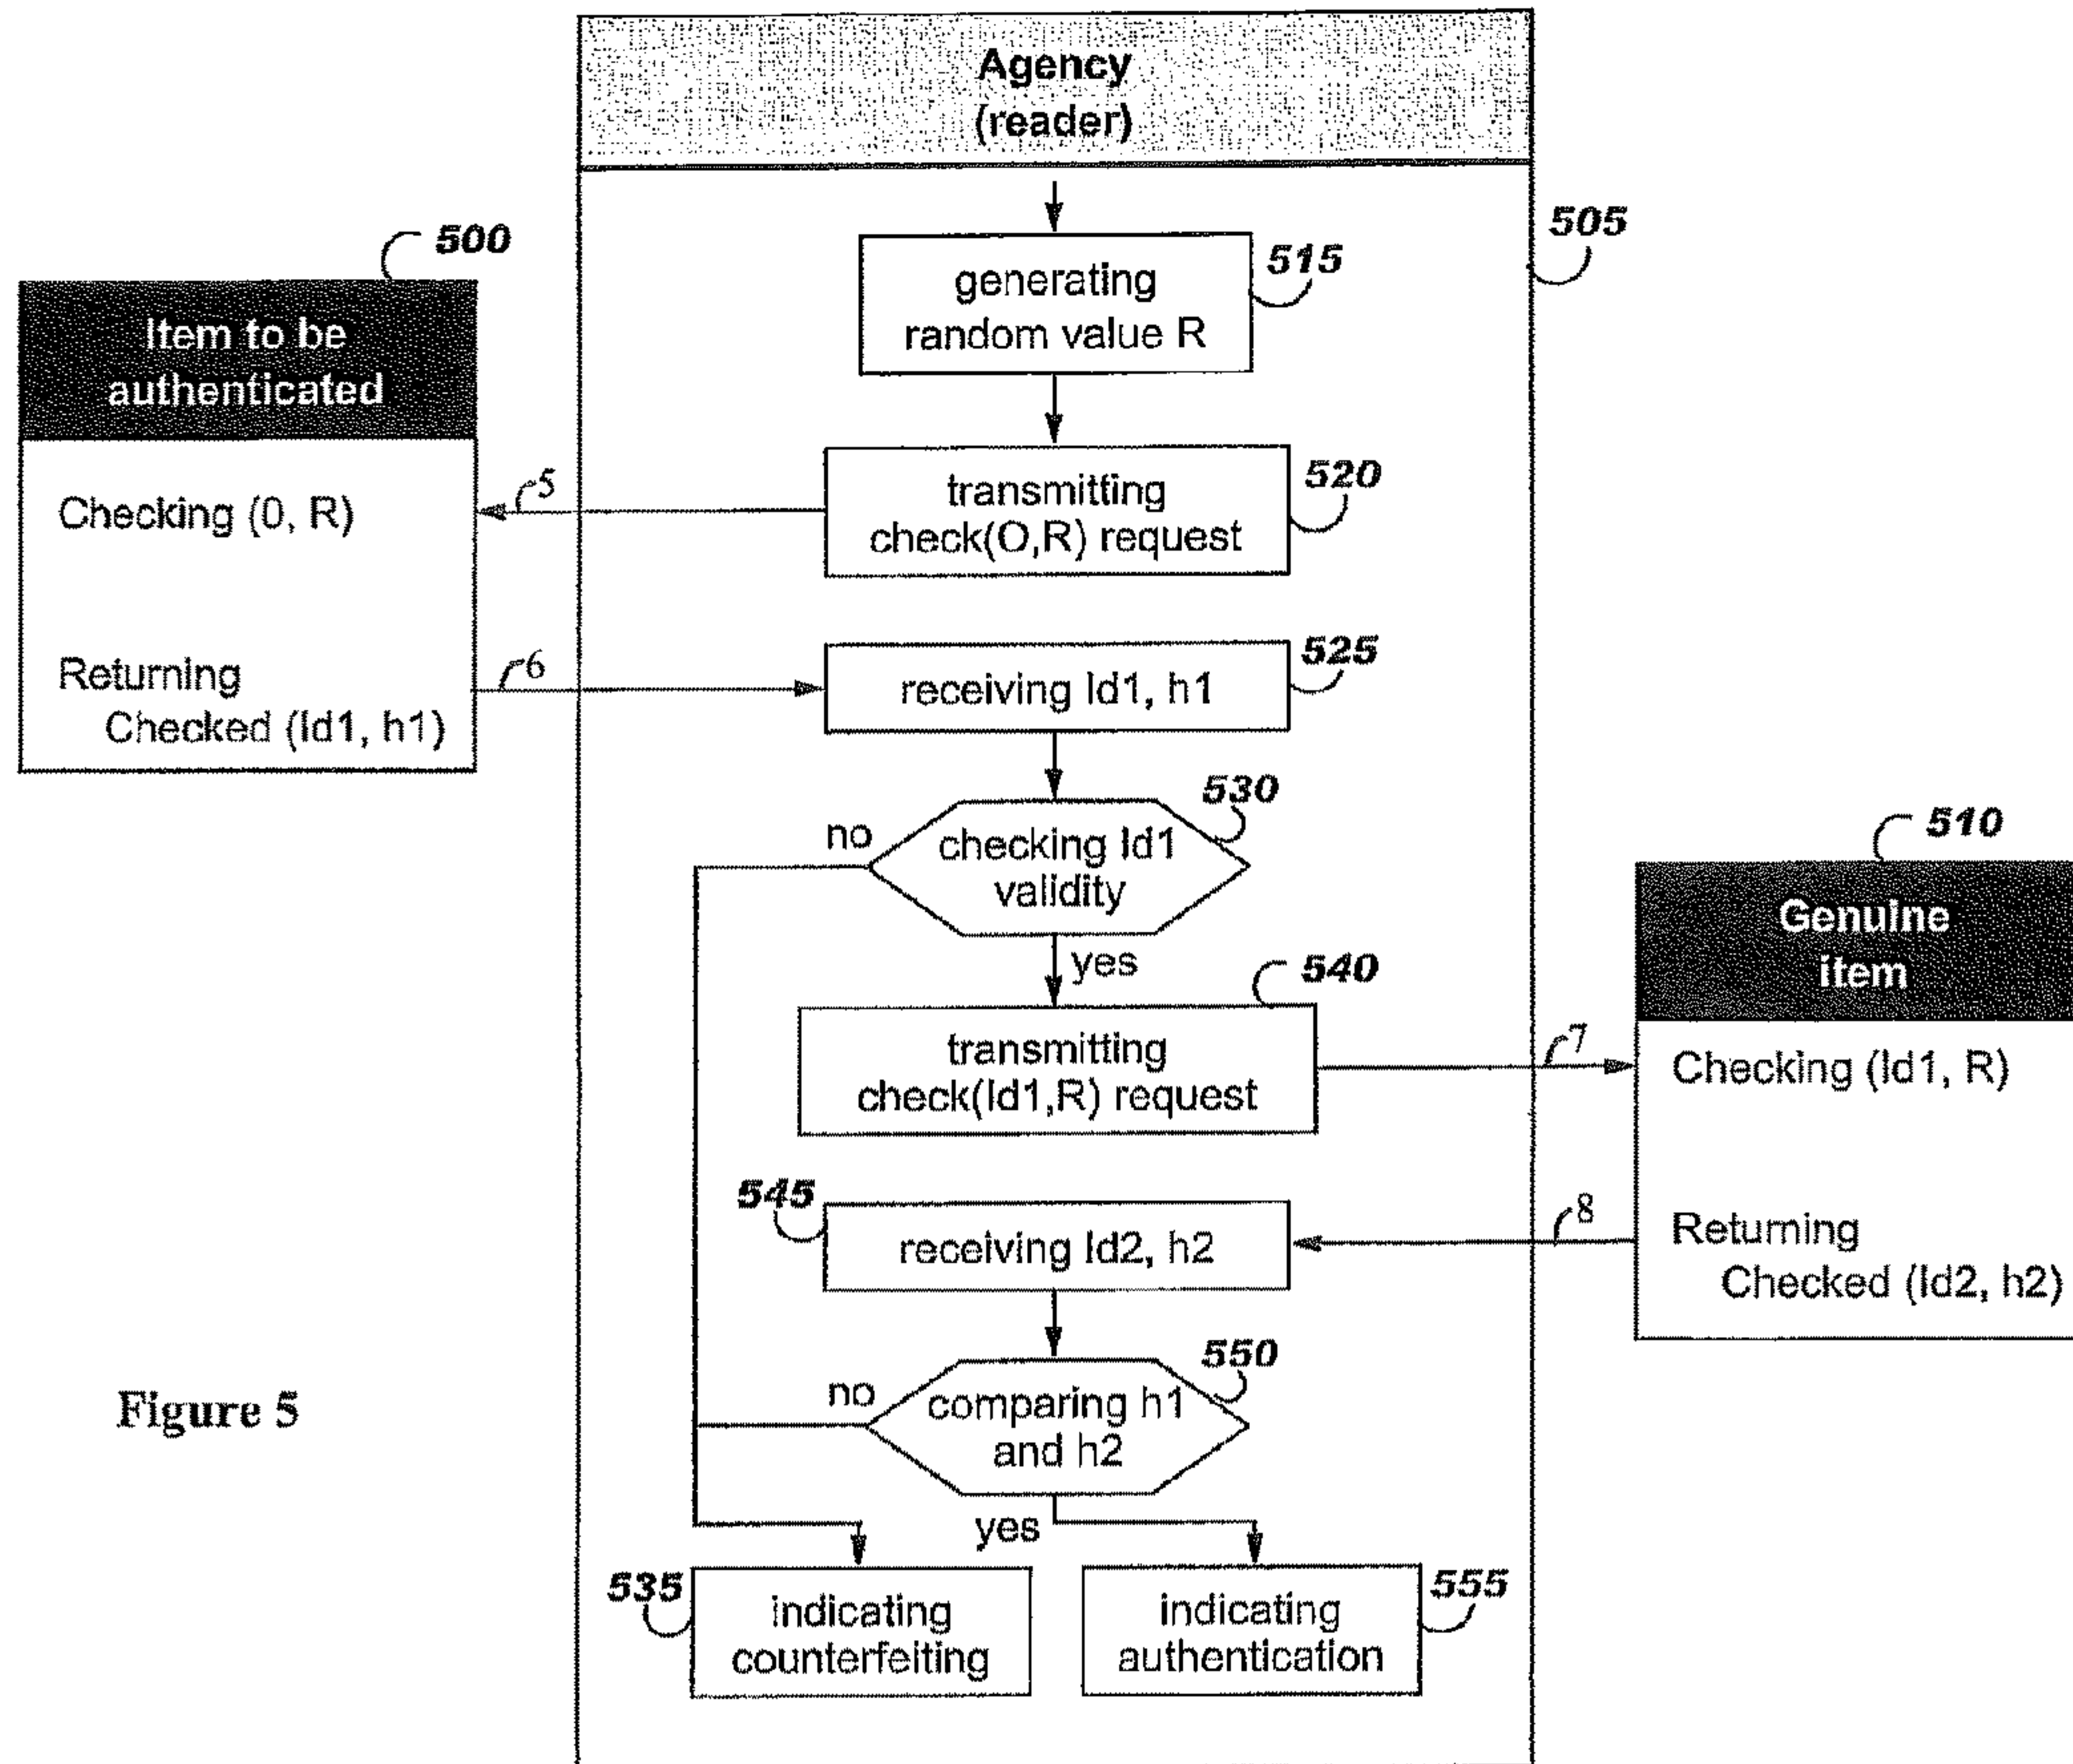 Agency
(reader)
505
500
Item to be
authenticated
generating
random value R
515
Checking (0, R)
5
transmitting
check(O,R) request
520
Returning
Checked (Id1, h1)
6
receiving Id1, h1
525
no
checking Id1
validity
530
yes
510
Genuine
item
transmitting
check(Id1,R) request
540
7
Checking (Id1, R)
545
receiving Id2, h2
8
Returning
Checked (Id2, h2)
no
comparing h1
and h2
550
yes
Figure 5
535
indicating
counterfeiting
indicating
authentication
555